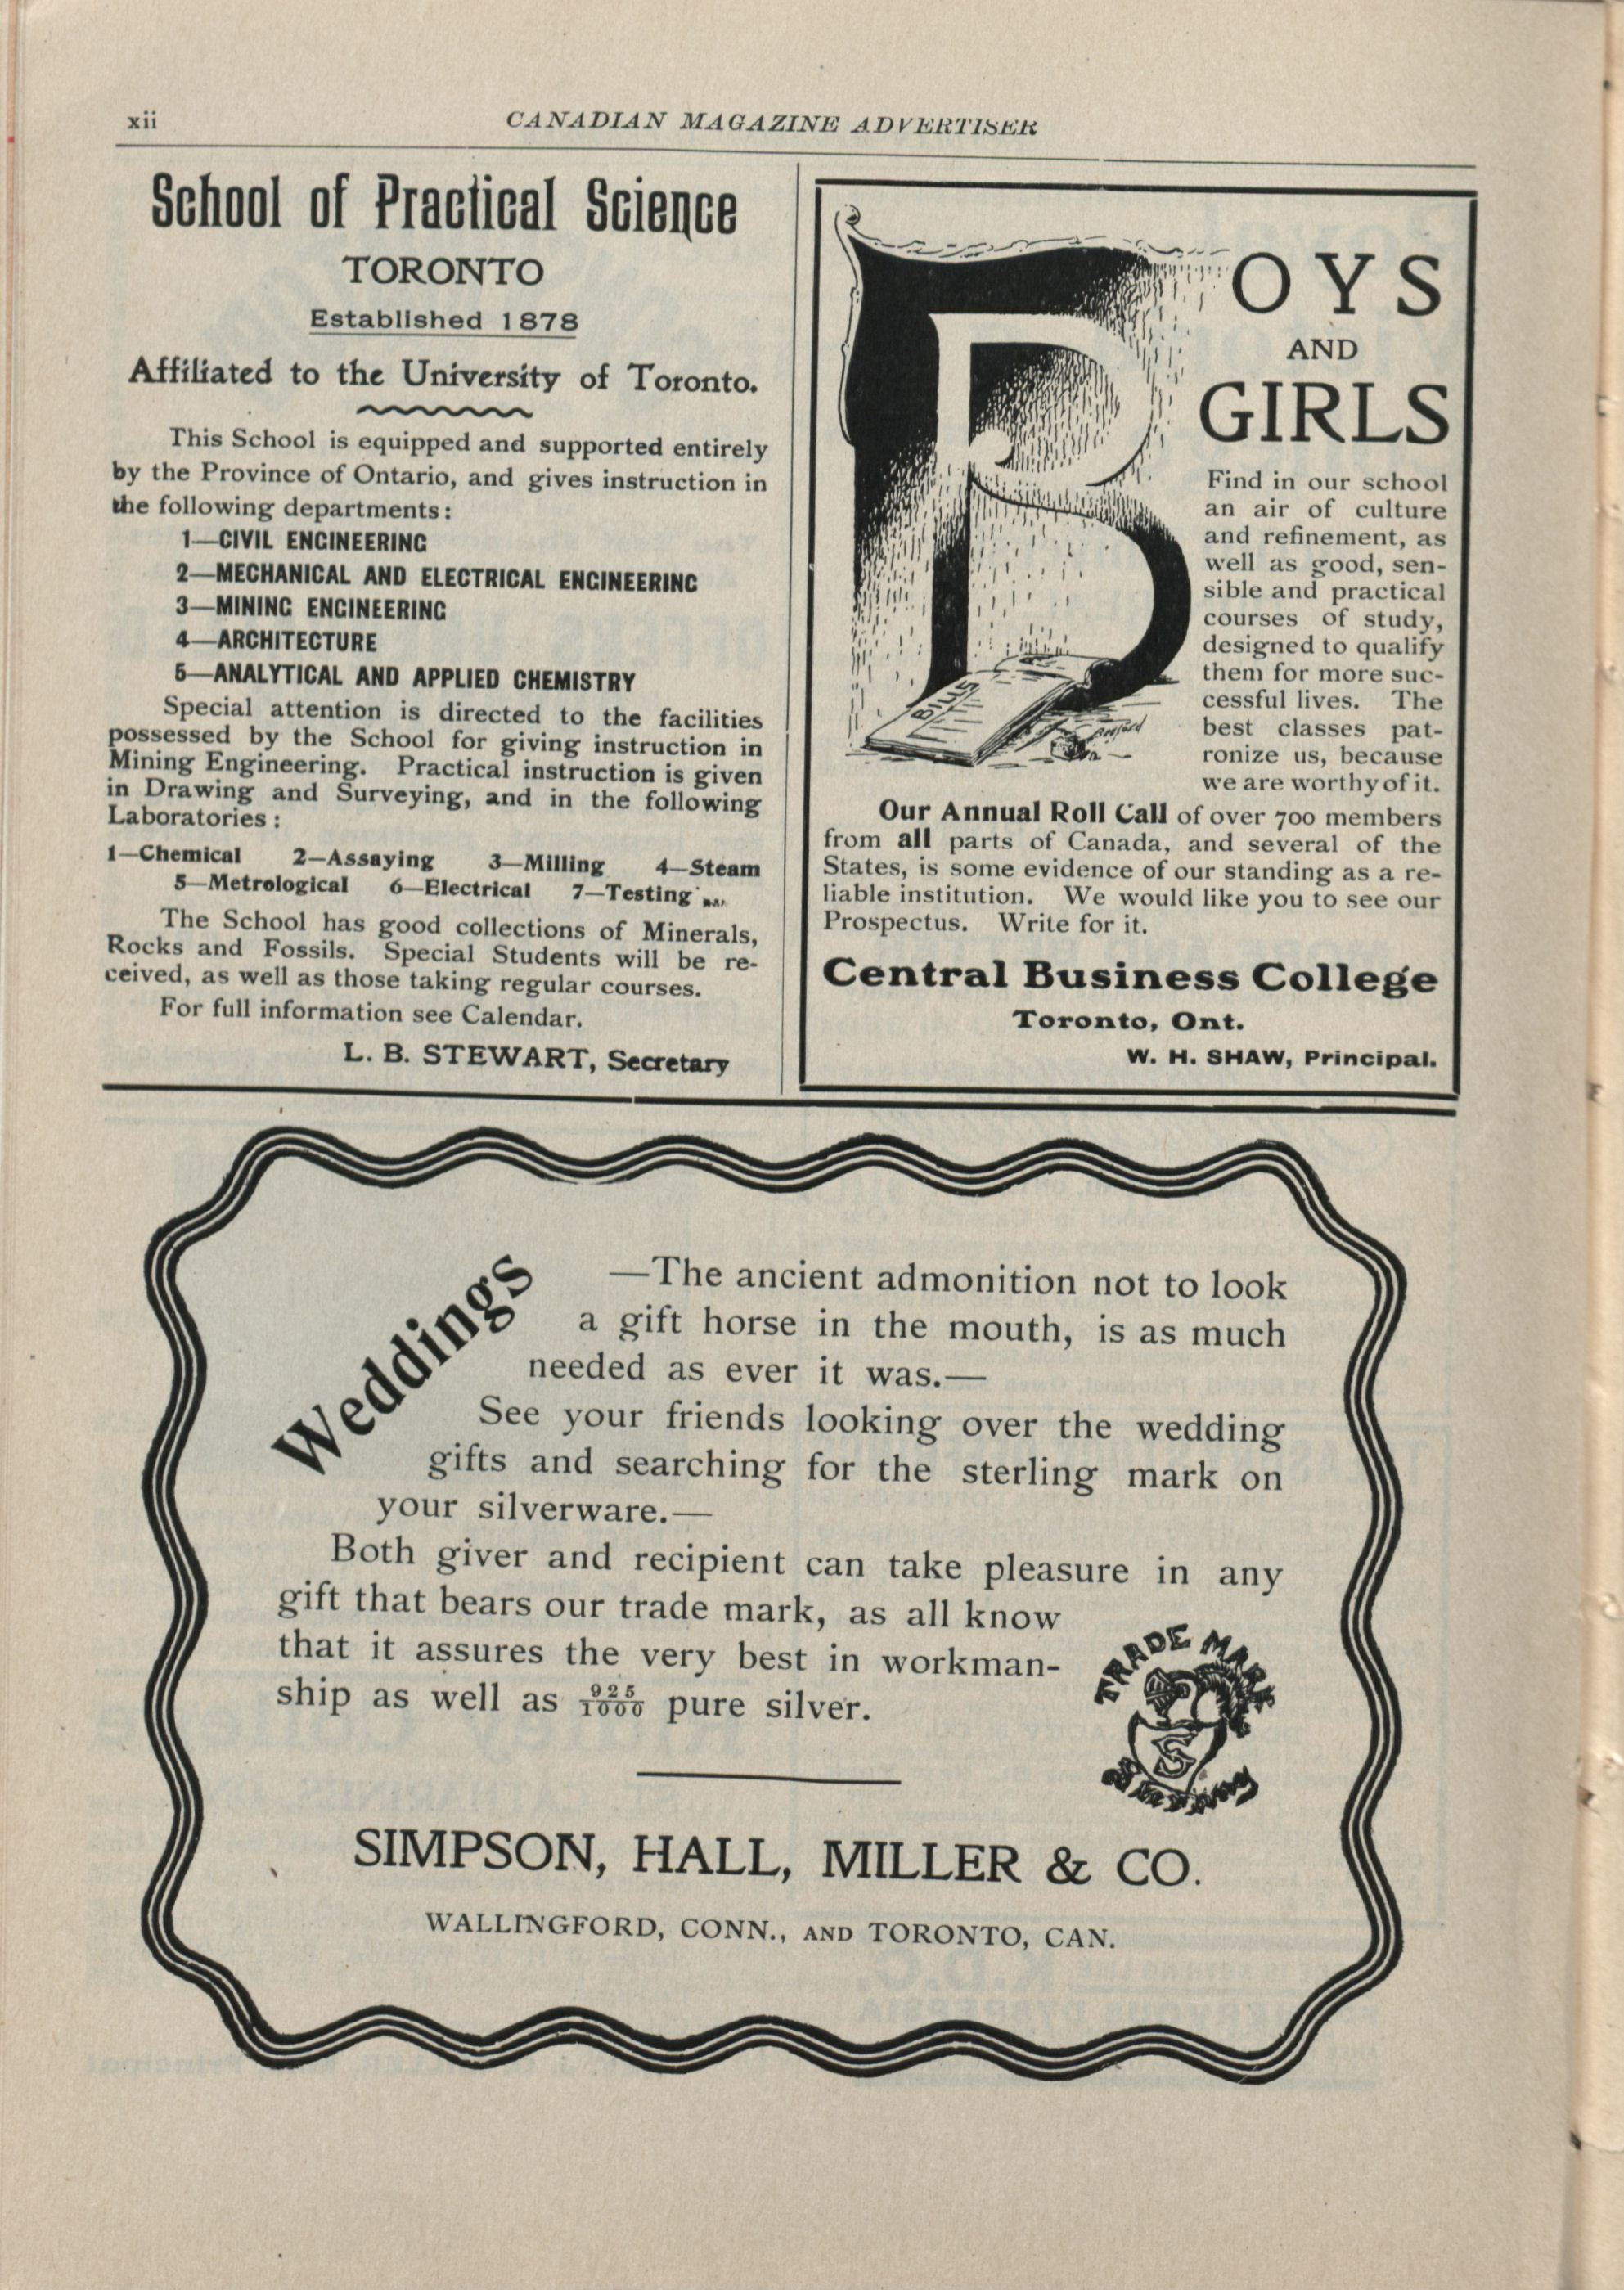 xii
CANADIAN MAGAZINE ADVERTISER
School of Practical Science
TORONTO
Established 1878
Affiliated to the University of Toronto.
This School is equipped and supported entirely
by the Province of Ontario, and gives instruction in
the following departments:
1—CIVIL ENGINEERING
2—MECHANICAL AND ELECTRICAL ENGINEERING
3—MINING ENGINEERING
4—ARCHITECTURE
5—ANALYTICAL AND APPLIED CHEMISTRY
Special attention is directed to the facilities
possessed by the School for giving instruction in
Mining Engineering. Practical instruction is given
in Drawing and Surveying, and in the following
Laboratories:
1—Chemical 2—Assaying 3—Milling 4—Steam
5—Metrological 6—Electrical 7—Testing
The School has good collections of Minerals,
Rocks and Fossils. Special Students will be re-
ceived, as well as those taking regular courses.
For full information see Calendar.
L. B. STEWART, Secretary
BOYS
AND
GIRLS
Find in our school
an air of culture
and refinement, as
well as good, sen-
sible and practical
courses of study,
designed to qualify
them for more suc-
cessful lives. The
best classes pat-
ronize us, because
we are worthy of it.
BILLS
Our Annual Roll Call of over 700 members
from all parts of Canada, and several of the
States, is some evidence of our standing as a re-
liable institution. We would like you to see our
Prospectus. Write for it.
Central Business College
Toronto, Ont.
W. H. SHAW, Principal.
Weddings
—The ancient admonition not to look
a gift horse in the mouth, is as much
needed as ever it was.—
See your friends looking over the wedding
gifts and searching for the sterling mark on
your silverware.—
Both giver and recipient can take pleasure in any
gift that bears our trade mark, as all know
that it assures the very best in workman-
ship as well as 925/1000 pure silver.
TRADE MARK
S
Sterling
SIMPSON, HALL, MILLER & CO.
WALLINGFORD, CONN., AND TORONTO, CAN.